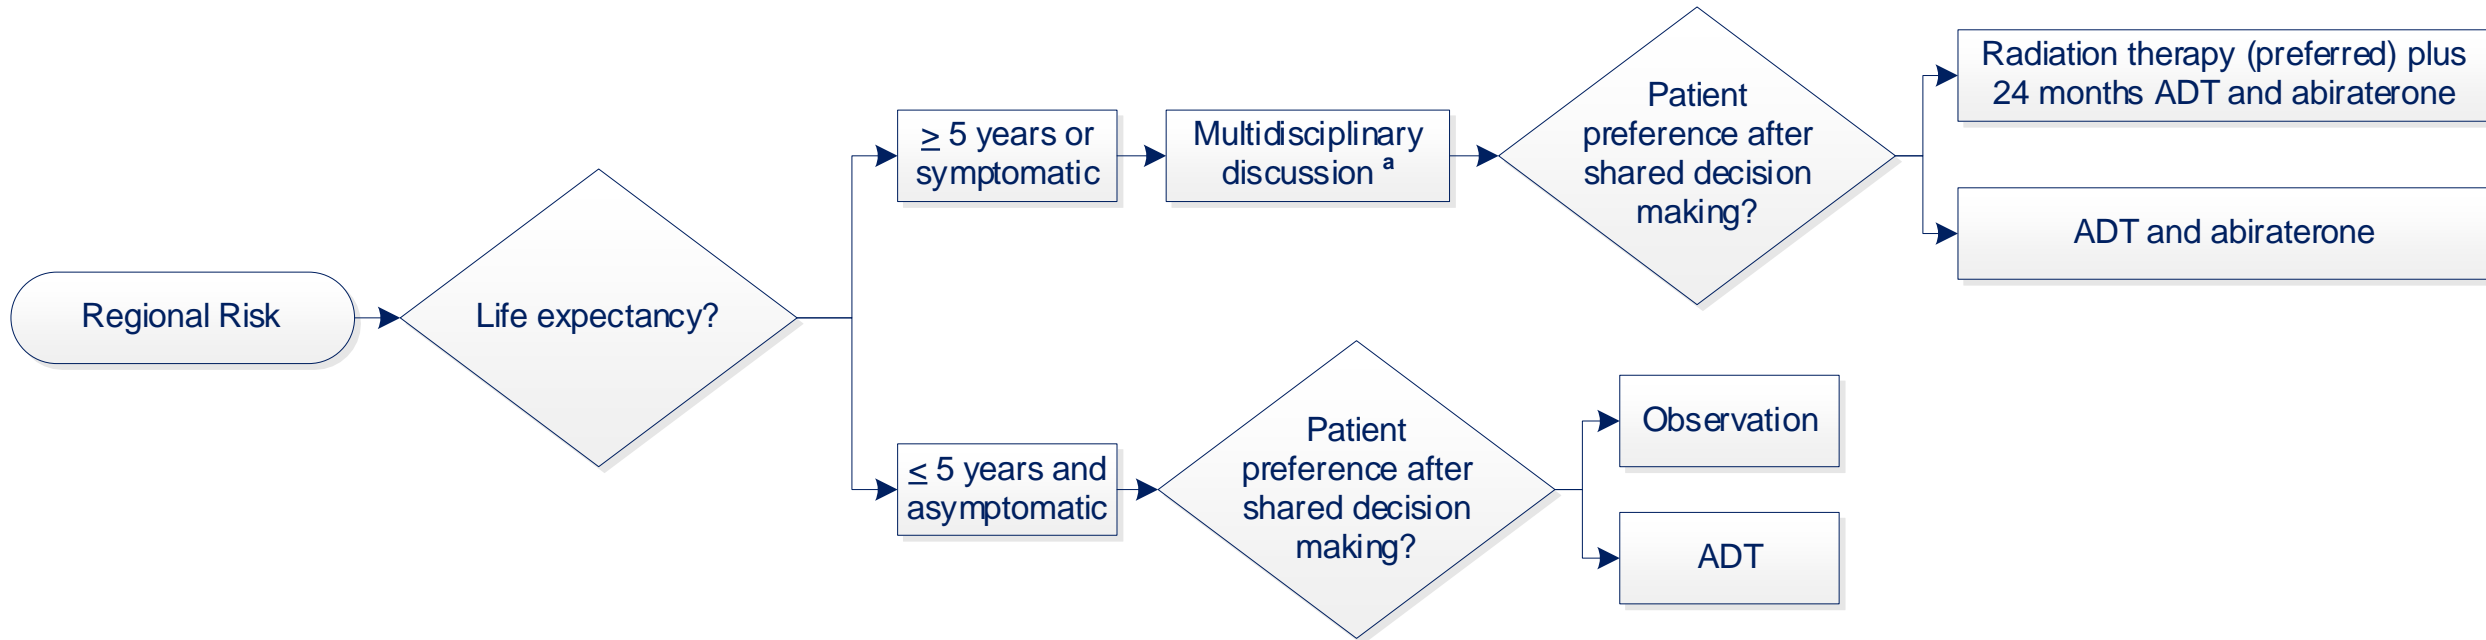 Regional Risk
Life expectancy?
≥ 5 years or
symptomatic
Multidisciplinary
discussion a
Patient
preference after
shared decision
making?
Radiation therapy (preferred) plus
24 months ADT and abiraterone
ADT and abiraterone
≤ 5 years and
asymptomatic
Patient
preference after
shared decision
making?
Observation
ADT